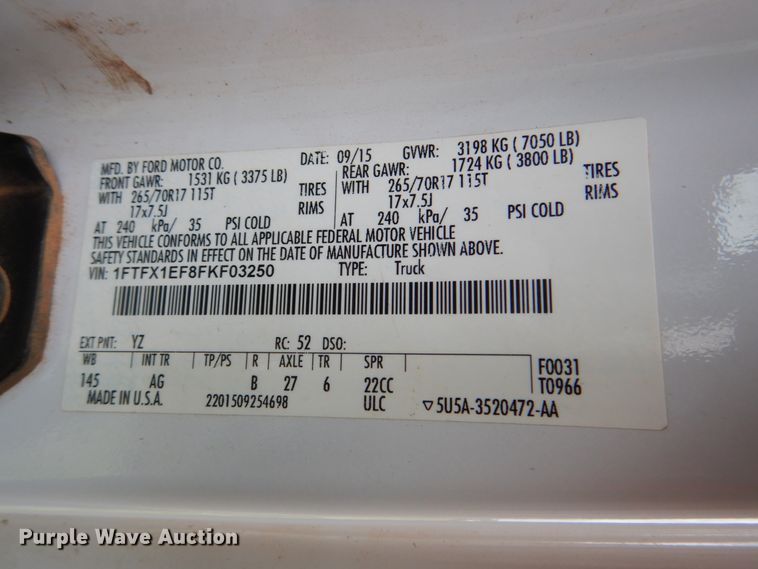 MFD. BY FORD MOTOR CO. DATE: 09/15 GVWR: 3198 KG ( 7050 LB)
FRONT GAWR: 1531 KG ( 3375 LB) REAR GAWR: 1724 KG ( 3800 LB)
WITH 265/70R17 115T TIRES WITH 265/70R17 115T TIRES
17x7.5J RIMS 17x7.5J RIMS
AT 240 kPa/ 35 PSI COLD AT 240 kPa/ 35 PSI COLD
THIS VEHICLE CONFORMS TO ALL APPLICABLE FEDERAL MOTOR VEHICLE
SAFETY STANDARDS IN EFFECT ON THE DATE OF MANUFACTURE SHOWN ABOVE.
VIN: 1FTFX1EF8FKF03250 TYPE: Truck
EXT PNT: YZ RC: 52 DSO:
WB INT TR TP/PS R AXLE TR SPR F0031
145 AG B 27 6 22CC T0966
MADE IN U.S.A. 2201509254698 ULC ▽5U5A-3520472-AA
Purple Wave Auction